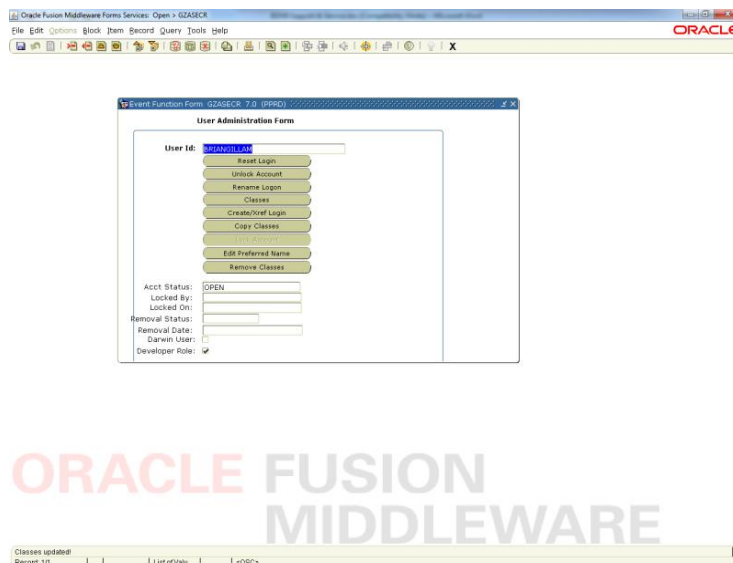 Oracle Fusion Middleware Forms Services: Open > GZASECR
File Edit Options Block Item Record Query Tools Help
ORACLE
X
Event Function Form GZASECR 7.0 (PPRD)
User Administration Form
User Id: BRIANGILLAM
Reset Login
Unlock Account
Rename Logon
Classes
Create/Xref Login
Copy Classes
Lock Account
Edit Preferred Name
Remove Classes
Acct Status: OPEN
Locked By:
Locked On:
Removal Status:
Removal Date:
Darwin User:
Developer Role:
ORACLE FUSION
MIDDLEWARE
Classes updated!
Record: 1/1 List of Valu... <OSC>